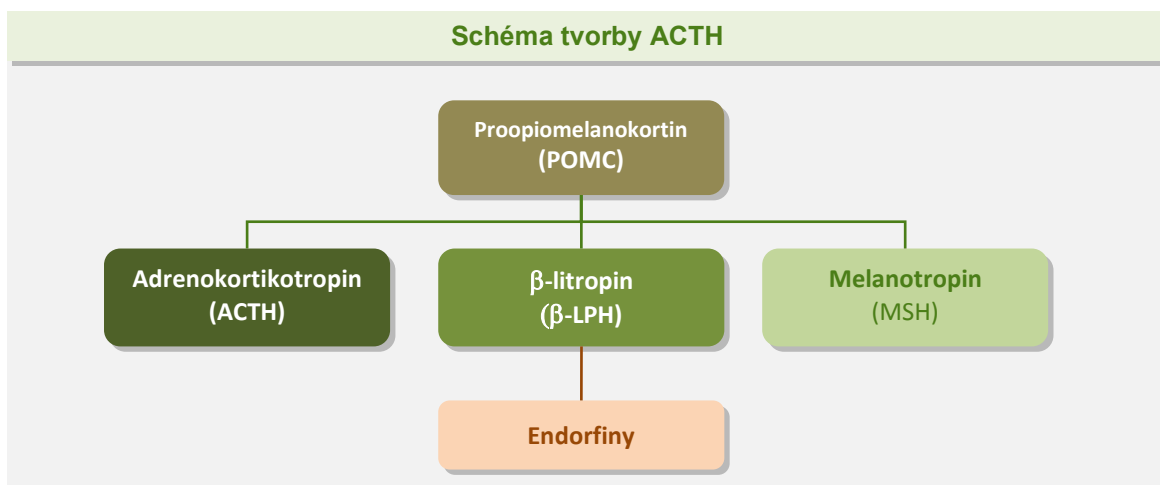 Schéma tvorby ACTH
Proopiomelanokortin
(POMC)
Adrenokortikotropin
(ACTH)
β-litropin
(β-LPH)
Melanotropin
(MSH)
Endorfiny